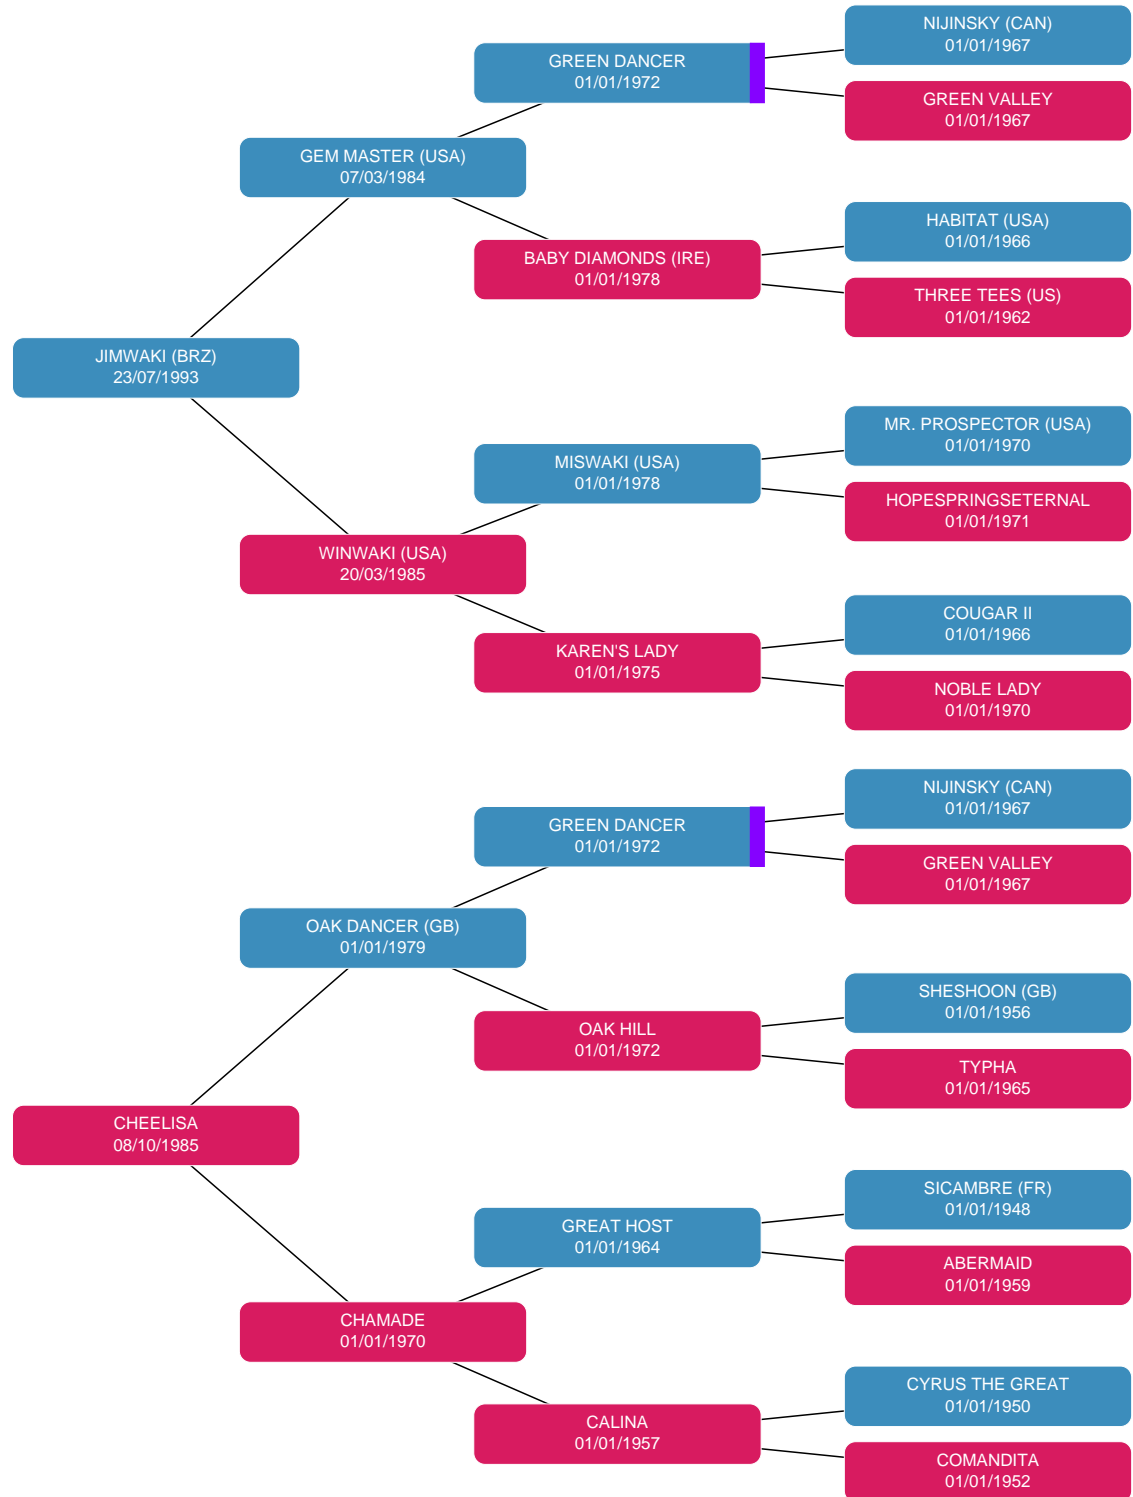 NIJINSKY (CAN)
01/01/1967
GREEN DANCER
01/01/1972
GREEN VALLEY
01/01/1967
GEM MASTER (USA)
07/03/1984
HABITAT (USA)
01/01/1966
BABY DIAMONDS (IRE)
01/01/1978
THREE TEES (US)
01/01/1962
JIMWAKI (BRZ)
23/07/1993
MR. PROSPECTOR (USA)
01/01/1970
MISWAKI (USA)
01/01/1978
HOPESPRINGSETERNAL
01/01/1971
WINWAKI (USA)
20/03/1985
COUGAR II
01/01/1966
KAREN'S LADY
01/01/1975
NOBLE LADY
01/01/1970
NIJINSKY (CAN)
01/01/1967
GREEN DANCER
01/01/1972
GREEN VALLEY
01/01/1967
OAK DANCER (GB)
01/01/1979
SHESHOON (GB)
01/01/1956
OAK HILL
01/01/1972
TYPHA
01/01/1965
CHEELISA
08/10/1985
SICAMBRE (FR)
01/01/1948
GREAT HOST
01/01/1964
ABERMAID
01/01/1959
CHAMADE
01/01/1970
CYRUS THE GREAT
01/01/1950
CALINA
01/01/1957
COMANDITA
01/01/1952